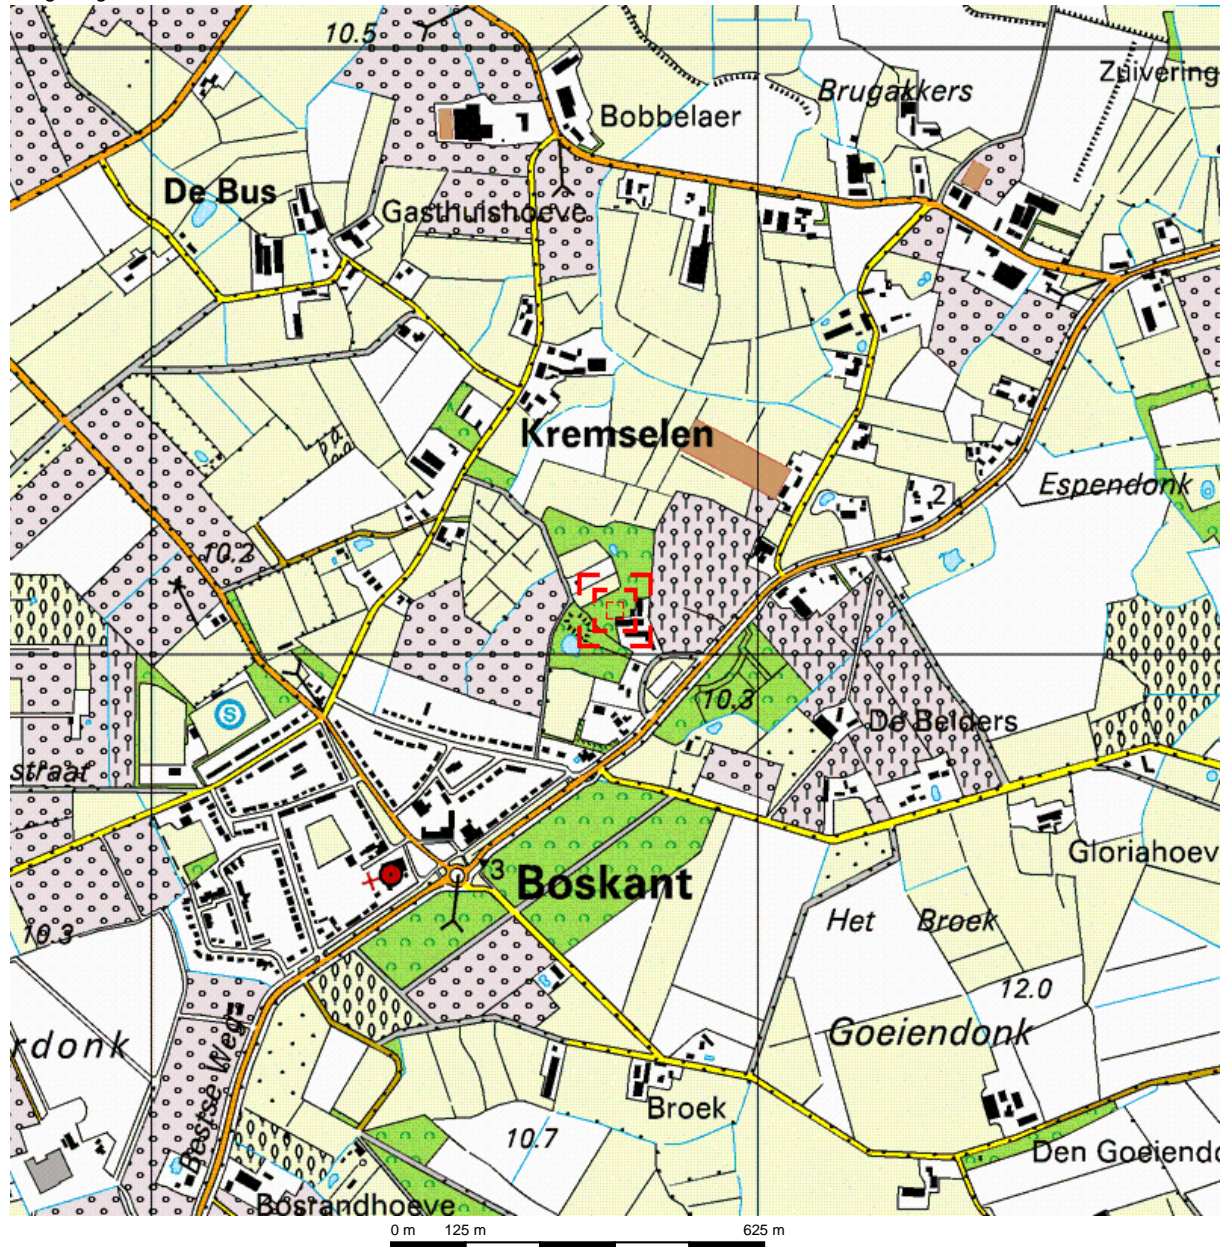 10.5
Zuivering
Brugakkers
Bobbelaer
De Bus
Gasthuishoeve
Kremselen
Espendonk
2
10.2
10.3
S
De Belders
straat
3
Boskant
Gloriahoev
Het Broek
10.3
12.0
rdonk
Goeiendonk
Bestse Weg
Broek
10.7
Den Goeiendo
Bosrandhoeve
0 m 125 m 625 m